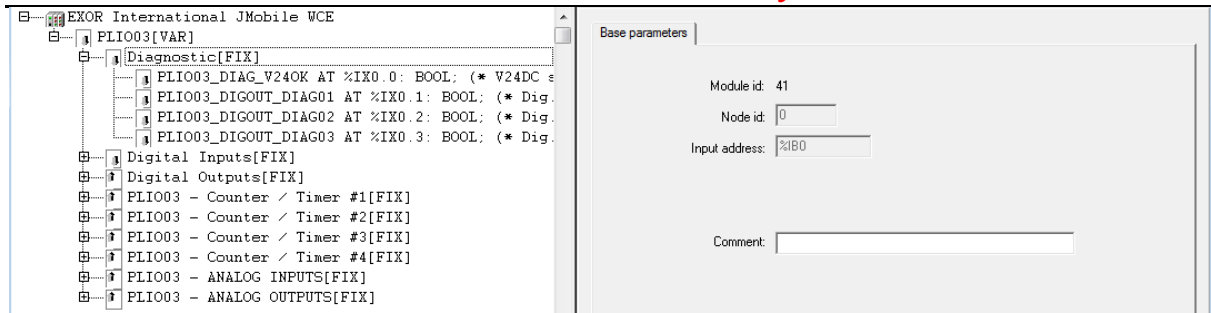 EXOR International JMobile WCE
PLIO03[VAR]
Diagnostic[FIX]
PLIO03_DIAG_V24OK AT %IX0.0: BOOL; (* V24DC s
PLIO03_DIGOUT_DIAG01 AT %IX0.1: BOOL; (* Dig.
PLIO03_DIGOUT_DIAG02 AT %IX0.2: BOOL; (* Dig.
PLIO03_DIGOUT_DIAG03 AT %IX0.3: BOOL; (* Dig.
Digital Inputs[FIX]
Digital Outputs[FIX]
PLIO03 - Counter / Timer #1[FIX]
PLIO03 - Counter / Timer #2[FIX]
PLIO03 - Counter / Timer #3[FIX]
PLIO03 - Counter / Timer #4[FIX]
PLIO03 - ANALOG INPUTS[FIX]
PLIO03 - ANALOG OUTPUTS[FIX]
Base parameters
Module id: 41
Node id: 0
Input address: %IB0
Comment: